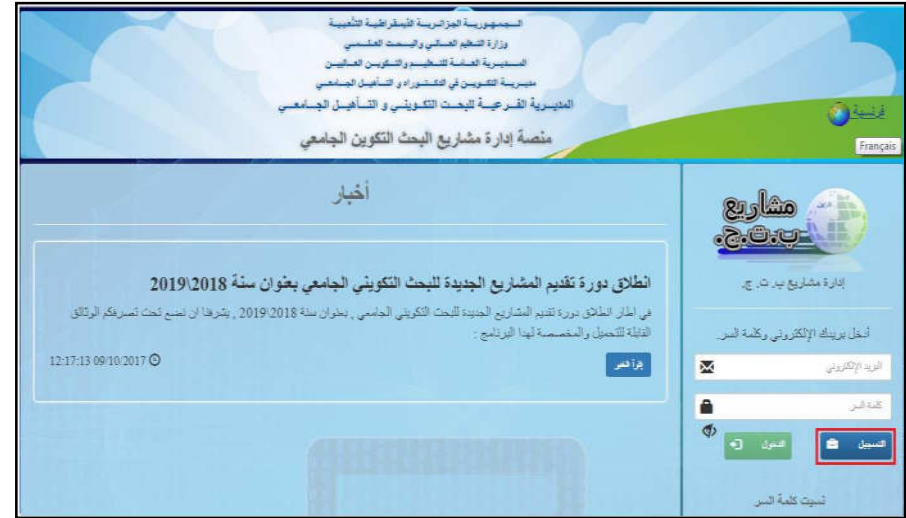 الجمهورية الجزائرية الديمقراطية الشعبية
وزارة التعليم العالي والبحث العلمي
المديرية العامة للتعليم والتكوين العاليين
مديرية التكوين في الدكتوراه و التأهيل الجامعي
المديرية الفرعية للبحث التكويني و التأهيل الجامعي
منصة إدارة مشاريع البحث التكوين الجامعي
فرنسية
Français
مشاريع
ب.ت.ج.
إدارة مشاريع ب. ت. ج.
أدخل بريدك الإلكتروني وكلمة السر.
البريد الإلكتروني
كلمة السر
التسجيل
الدخول
نسيت كلمة السر
أخبار
انطلاق دورة تقديم المشاريع الجديدة للبحث التكويني الجامعي بعنوان سنة 2018\2019
في اطار انطلاق دورة تقديم المشاريع الجديدة للبحث التكويني الجامعي , بعنوان سنة 2018\2019 , يشرفنا ان نضع تحت تصرفكم الوثائق
القابلة للتحميل والمخصصة لهذا البرنامج :
إقرأ الخبر
12:17:13 09/10/2017